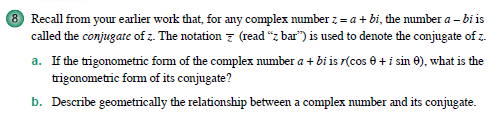 8 Recall from your earlier work that, for any complex number z = a + bi, the number a – bi is
called the conjugate of z. The notation z̅ (read “z bar”) is used to denote the conjugate of z.
a. If the trigonometric form of the complex number a + bi is r(cos θ + i sin θ), what is the
trigonometric form of its conjugate?
b. Describe geometrically the relationship between a complex number and its conjugate.